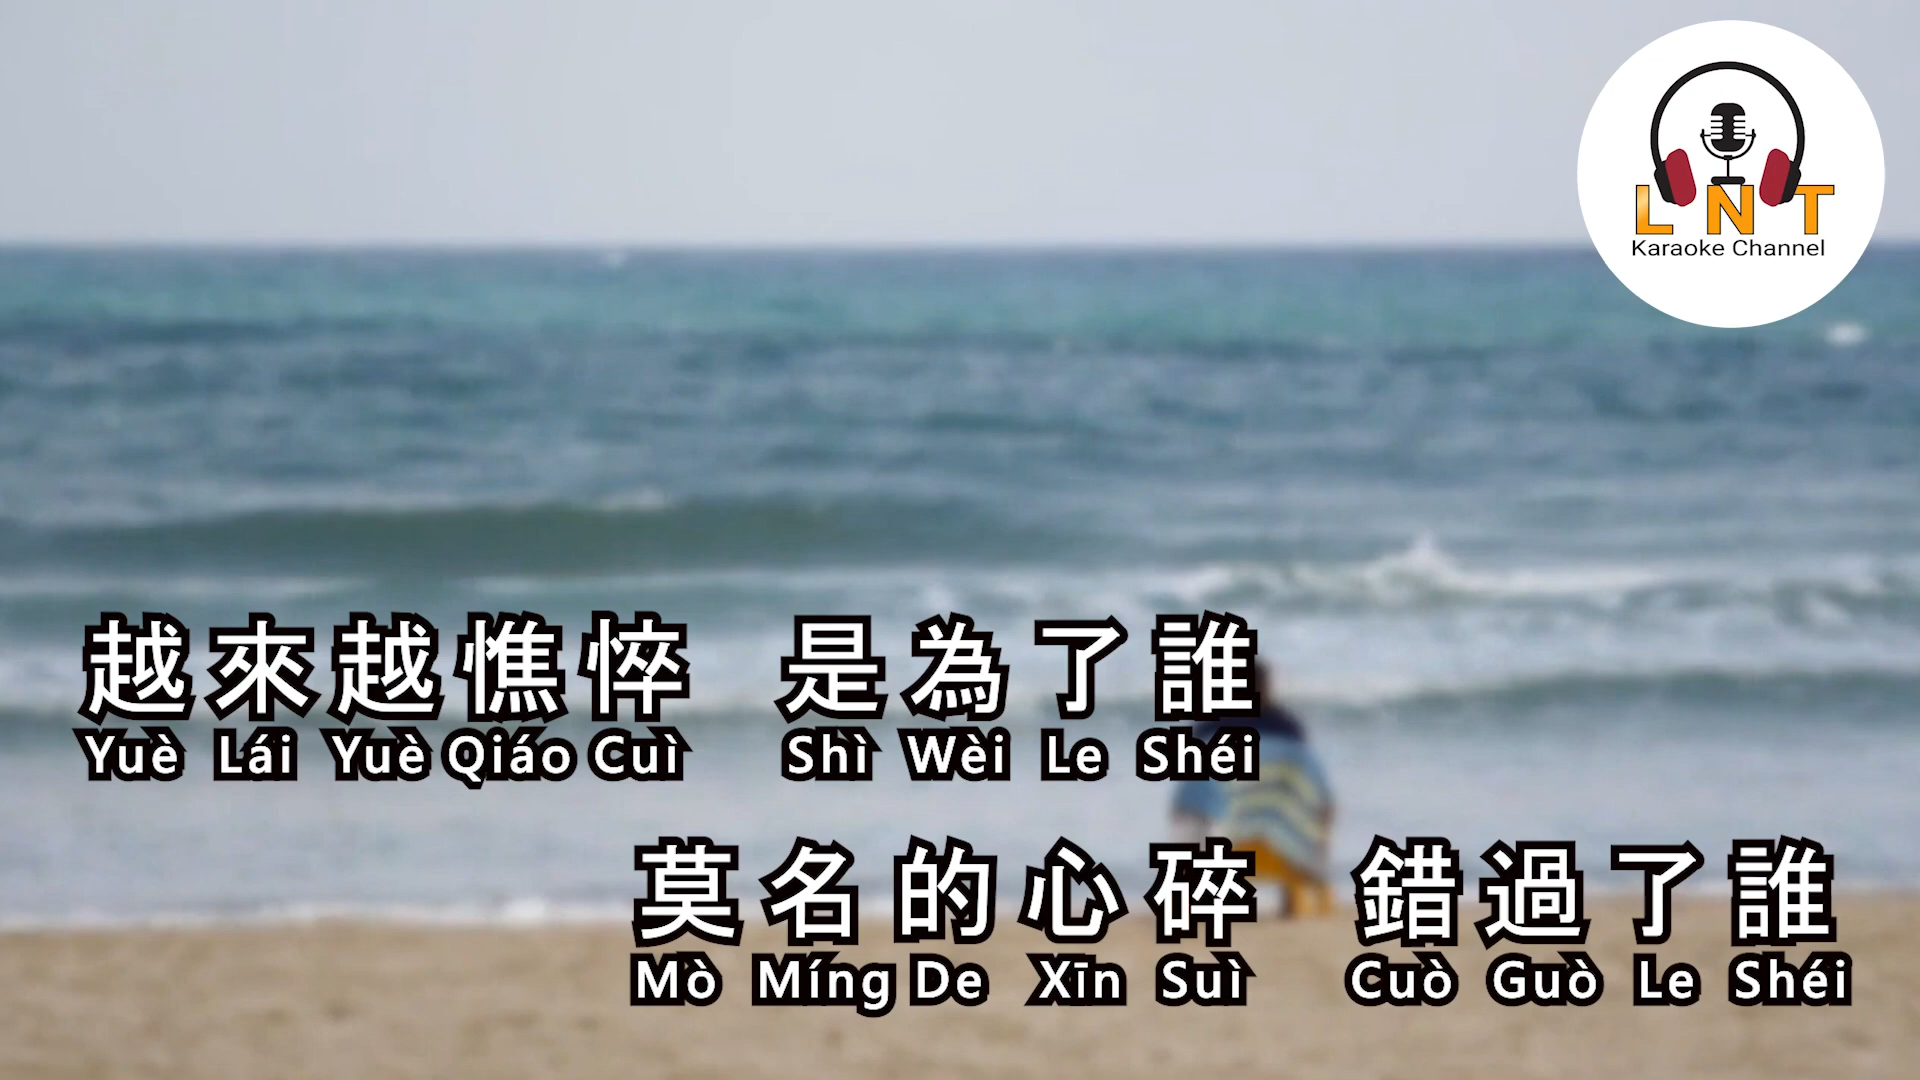 L N T
Karaoke Channel
越來越憔悴 是為了誰
Yuè Lái Yuè Qiáo Cuì Shì Wèi Le Shéi
莫名的心碎 錯過了誰
Mò Míng De Xīn Suì Cuò Guò Le Shéi